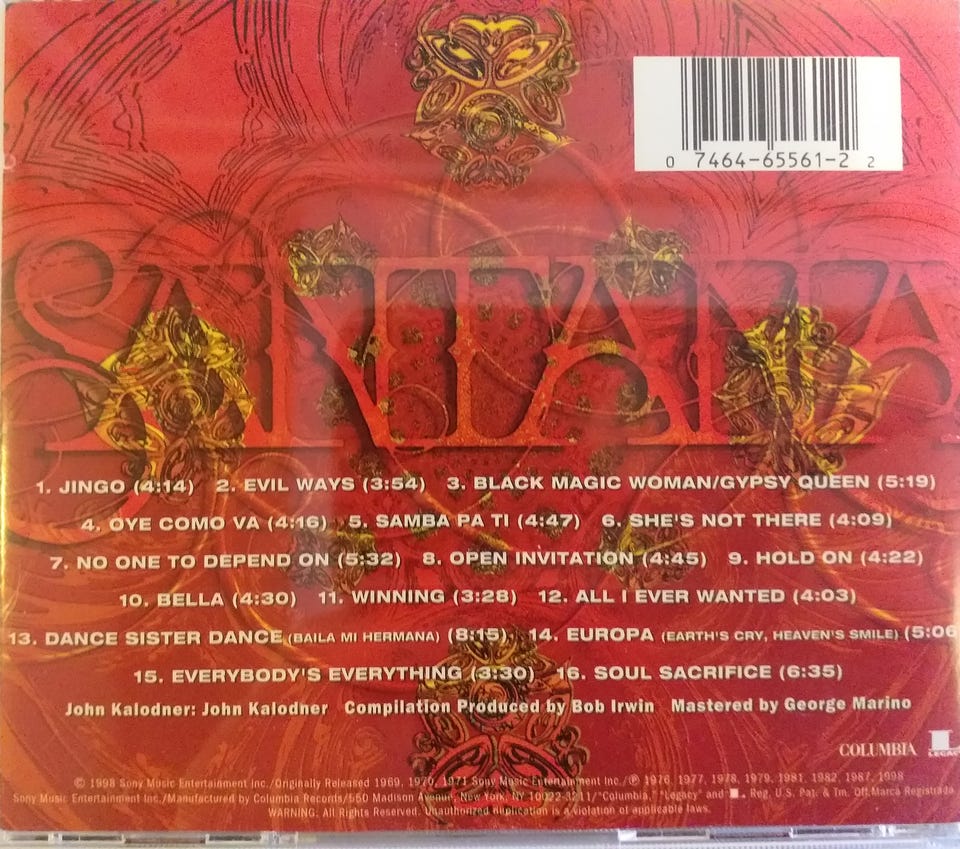 0 7464-65561-2 2
SANTANA
1. JINGO (4:14) 2. EVIL WAYS (3:54) 3. BLACK MAGIC WOMAN/GYPSY QUEEN (5:19)
4. OYE COMO VA (4:16) 5. SAMBA PA TI (4:47) 6. SHE'S NOT THERE (4:09)
7. NO ONE TO DEPEND ON (5:32) 8. OPEN INVITATION (4:45) 9. HOLD ON (4:22)
10. BELLA (4:30) 11. WINNING (3:28) 12. ALL I EVER WANTED (4:03)
13. DANCE SISTER DANCE (BAILA MI HERMANA) (8:15) 14. EUROPA (EARTH'S CRY, HEAVEN'S SMILE) (5:06
15. EVERYBODY'S EVERYTHING (3:30) 16. SOUL SACRIFICE (6:35)
John Kalodner: John Kalodner Compilation Produced by Bob Irwin Mastered by George Marino
COLUMBIA LEGAC
© 1998 Sony Music Entertainment Inc./Originally Released 1969, 1970, 1971 Sony Music Entertainment Inc./℗ 1976, 1977, 1978, 1979, 1981, 1982, 1987, 1998
Sony Music Entertainment Inc./Manufactured by Columbia Records/550 Madison Avenue, New York, NY 10022-3211/"Columbia," "Legacy" and Reg. U.S. Pat. & Tm. Off. Marca Registrada
WARNING: All Rights Reserved. Unauthorized duplication is a violation of applicable laws.